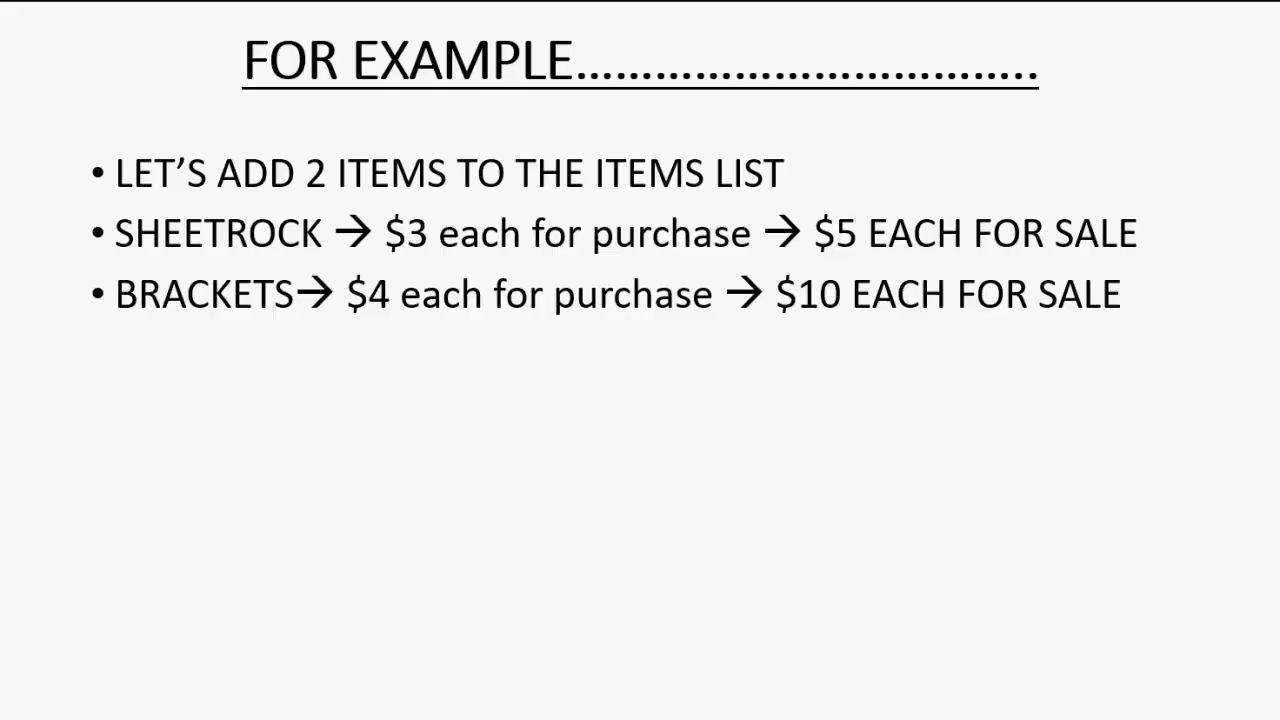 FOR EXAMPLE……………………………..
• LET’S ADD 2 ITEMS TO THE ITEMS LIST
• SHEETROCK → $3 each for purchase → $5 EACH FOR SALE
• BRACKETS→ $4 each for purchase → $10 EACH FOR SALE